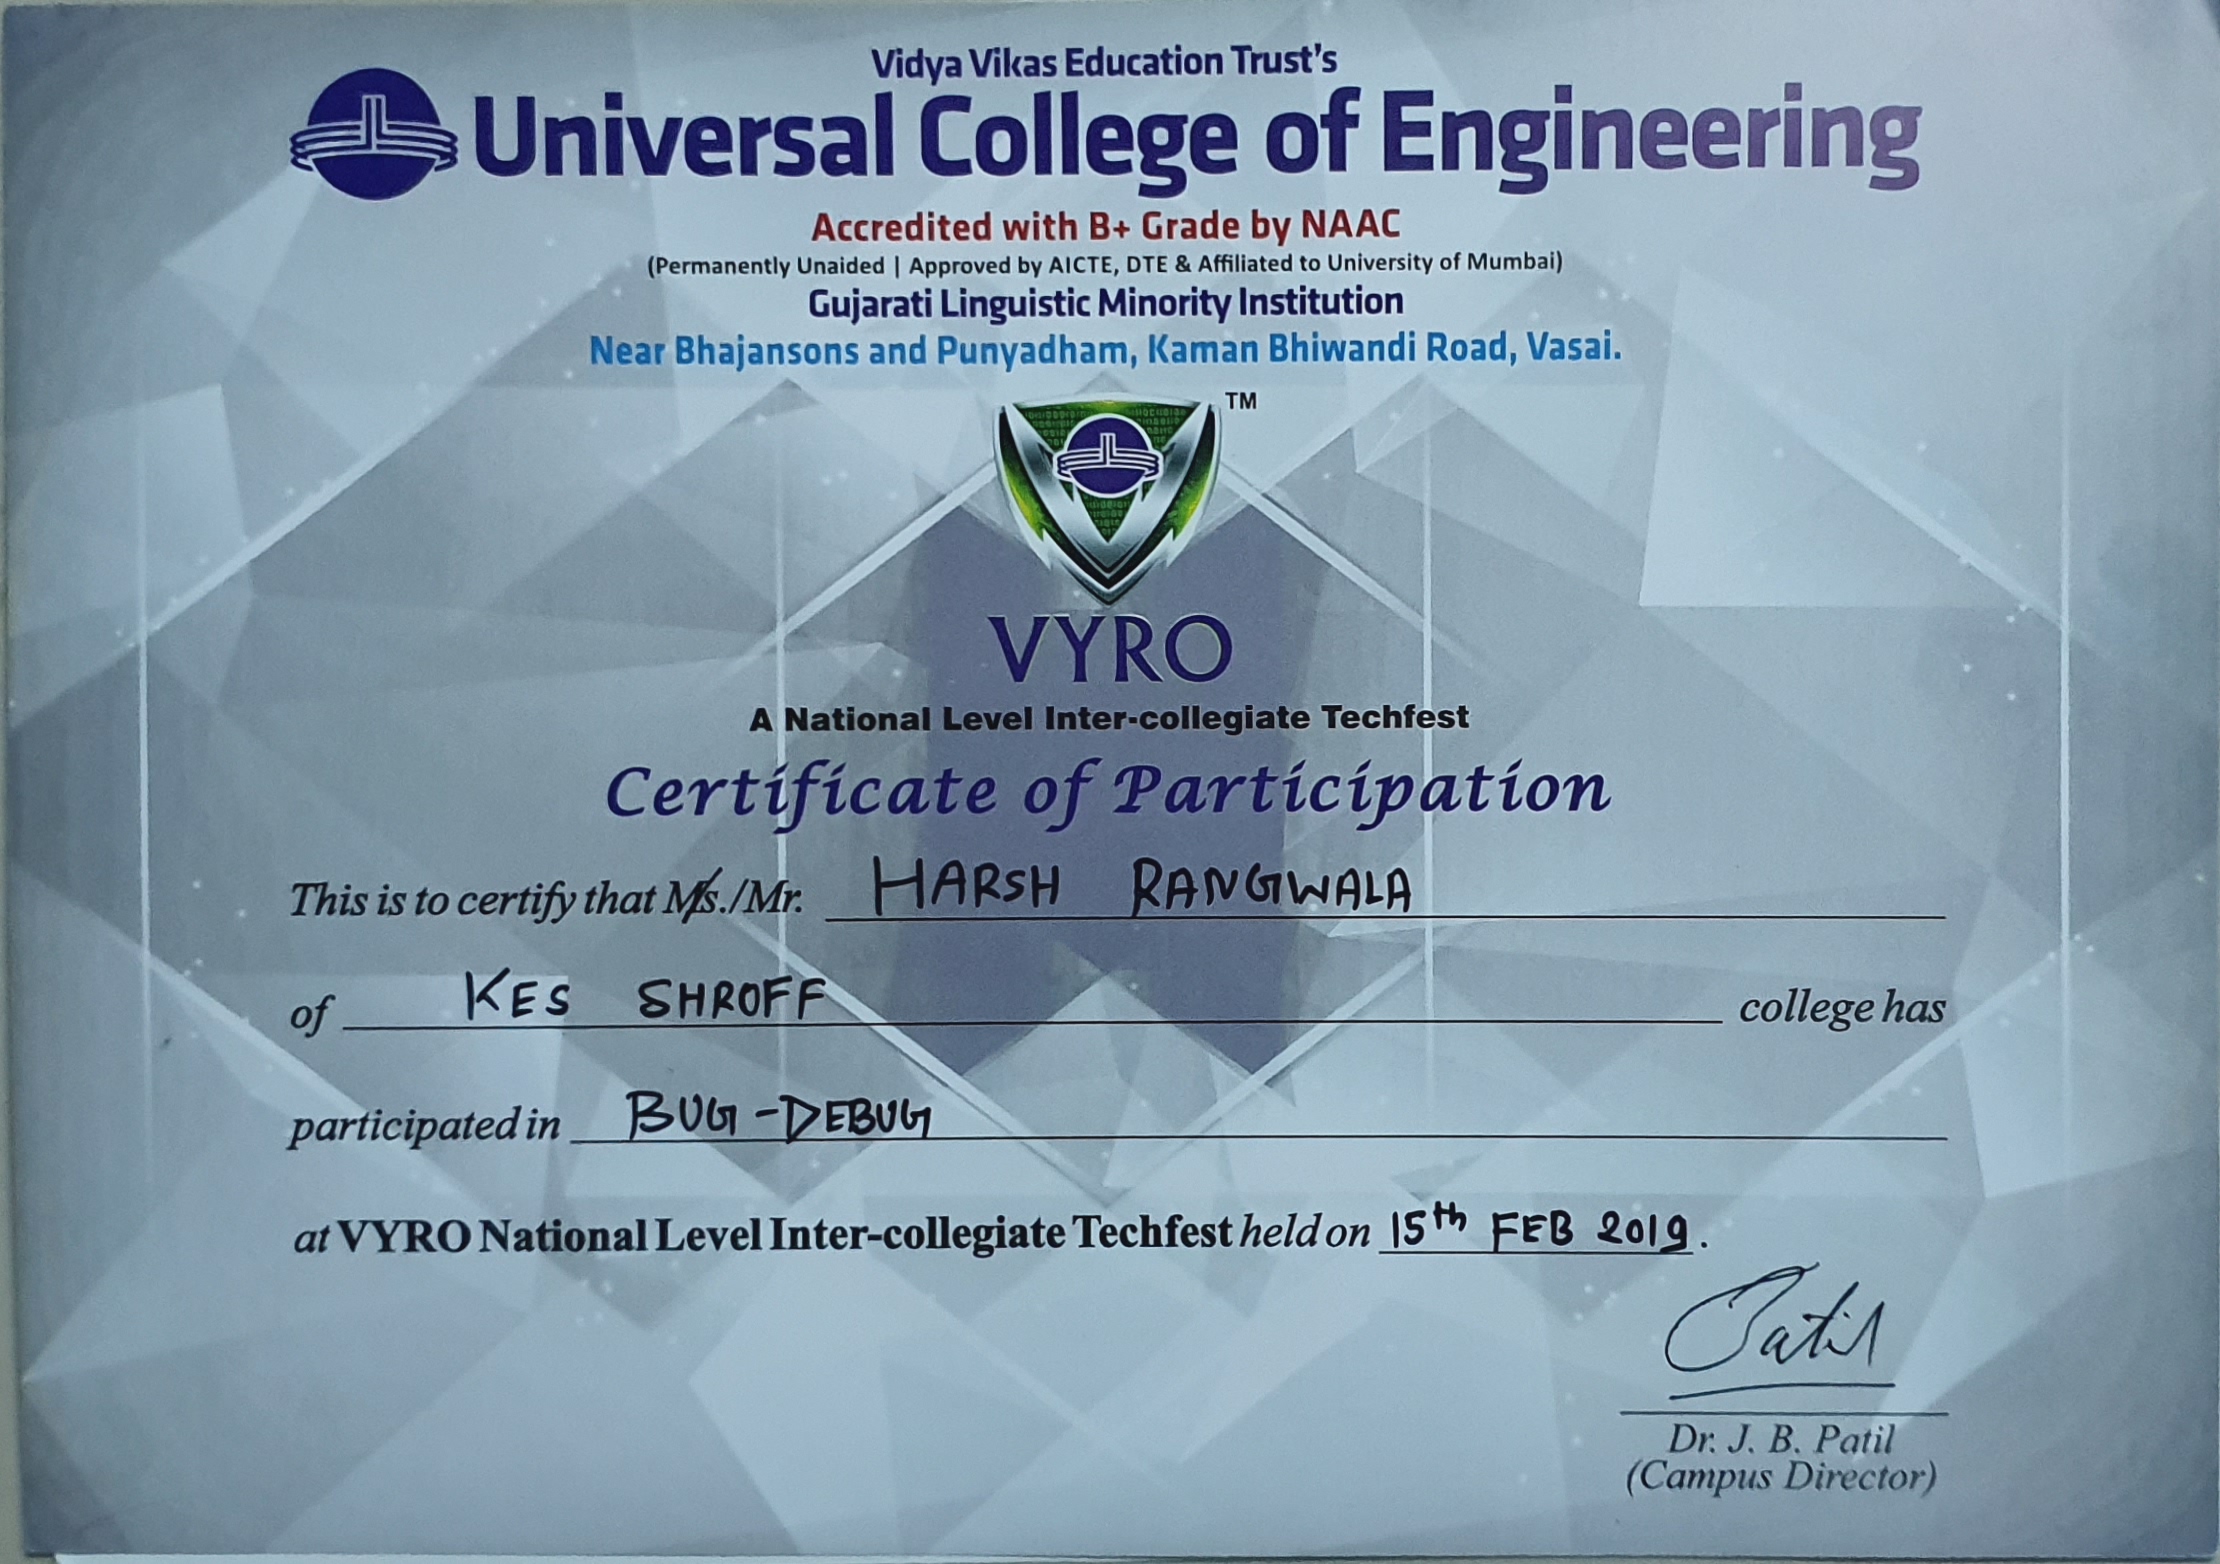 Vidya Vikas Education Trust's
Universal College of Engineering
Accredited with B+ Grade by NAAC
(Permanently Unaided | Approved by AICTE, DTE & Affiliated to University of Mumbai)
Gujarati Linguistic Minority Institution
Near Bhajansons and Punyadham, Kaman Bhiwandi Road, Vasai.
TM
VYRO
A National Level Inter-collegiate Techfest
Certificate of Participation
This is to certify that Ms./Mr. HARSH RANGWALA
of KES SHROFF college has
participated in BUG-DEBUG
at VYRO National Level Inter-collegiate Techfest held on 15th FEB 2019.
Patil
Dr. J. B. Patil
(Campus Director)